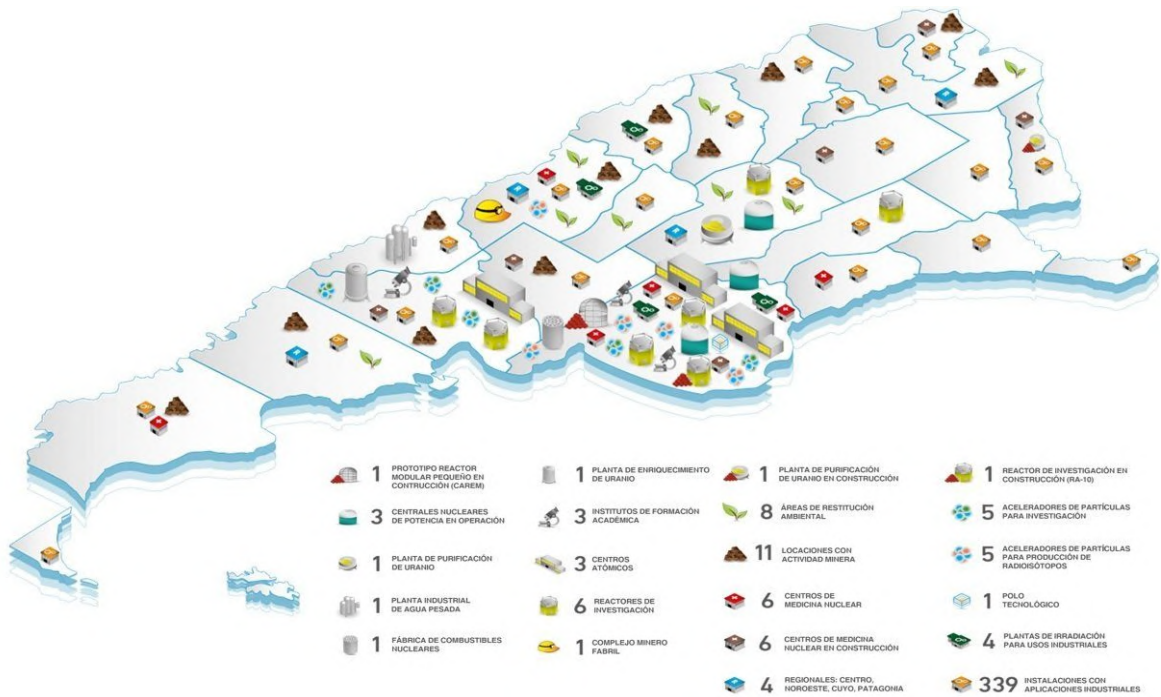 1 PROTOTIPO REACTOR
MODULAR PEQUEÑO EN
CONTRUCCIÓN (CAREM)
3 CENTRALES NUCLEARES
DE POTENCIA EN OPERACIÓN
1 PLANTA DE PURIFICACIÓN
DE URANIO
1 PLANTA INDUSTRIAL
DE AGUA PESADA
1 FÁBRICA DE COMBUSTIBLES
NUCLEARES
1 PLANTA DE ENRIQUECIMIENTO
DE URANIO
3 INSTITUTOS DE FORMACIÓN
ACADÉMICA
3 CENTROS
ATÓMICOS
6 REACTORES DE
INVESTIGACIÓN
1 COMPLEJO MINERO
FABRIL
1 PLANTA DE PURIFICACIÓN
DE URANIO EN CONSTRUCCIÓN
8 ÁREAS DE RESTITUCIÓN
AMBIENTAL
11 LOCACIONES CON
ACTIVIDAD MINERA
6 CENTROS DE
MEDICINA NUCLEAR
6 CENTROS DE MEDICINA
NUCLEAR EN CONSTRUCCIÓN
4 REGIONALES: CENTRO,
NOROESTE, CUYO, PATAGONIA
1 REACTOR DE INVESTIGACIÓN EN
CONSTRUCCIÓN (RA-10)
5 ACELERADORES DE PARTÍCULAS
PARA INVESTIGACIÓN
5 ACELERADORES DE PARTÍCULAS
PARA PRODUCCIÓN DE
RADIOISÓTOPOS
1 POLO
TECNOLÓGICO
4 PLANTAS DE IRRADIACIÓN
PARA USOS INDUSTRIALES
339 INSTALACIONES CON
APLICACIONES INDUSTRIALES